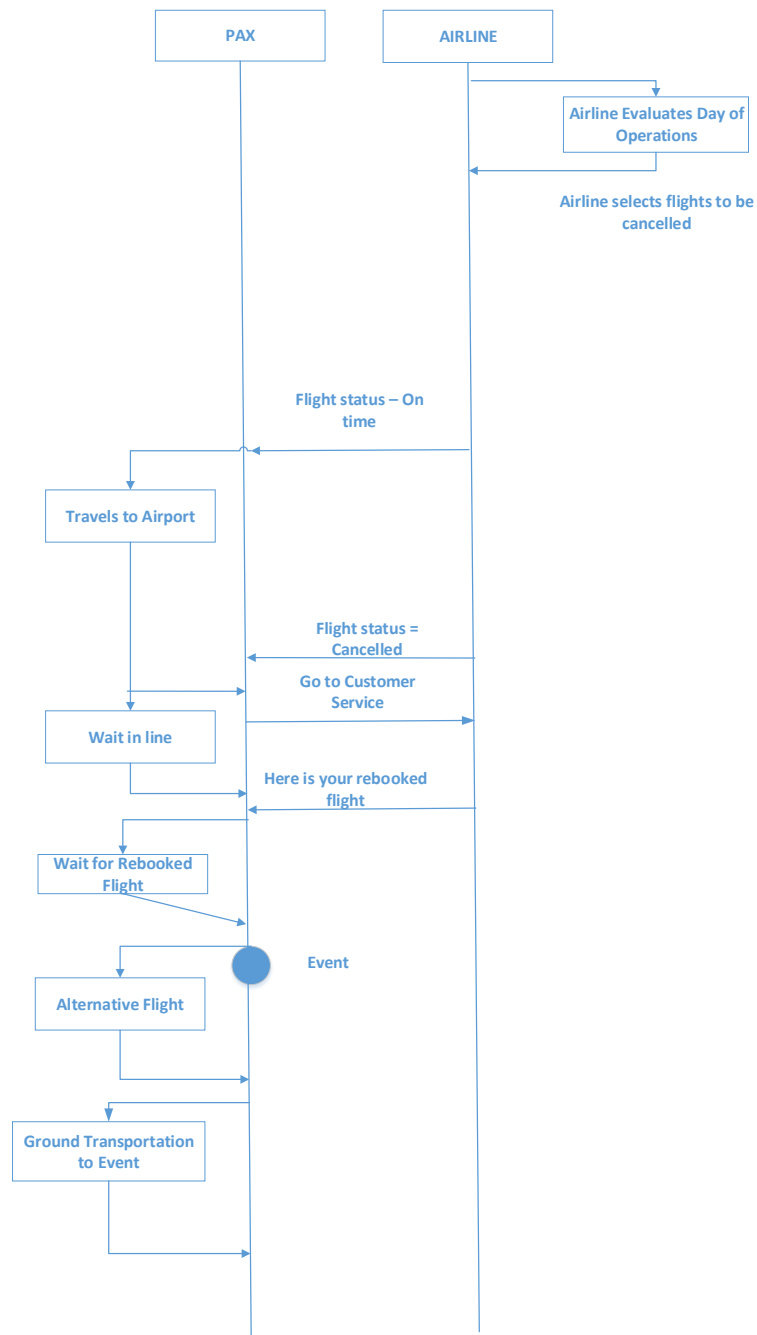 PAX
AIRLINE
Airline Evaluates Day of
Operations
Airline selects flights to be
cancelled
Flight status – On
time
Travels to Airport
Flight status =
Cancelled
Go to Customer
Service
Wait in line
Here is your rebooked
flight
Wait for Rebooked
Flight
Event
Alternative Flight
Ground Transportation
to Event